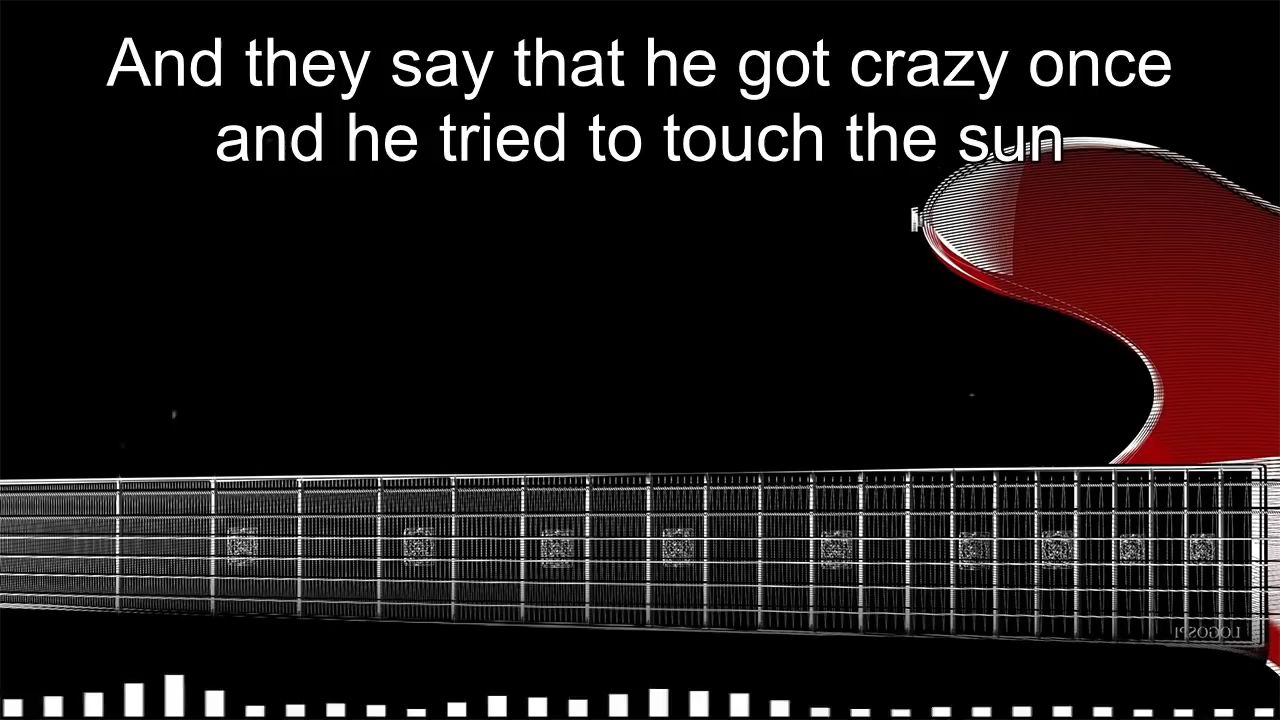 And they say that he got crazy once
and he tried to touch the sun